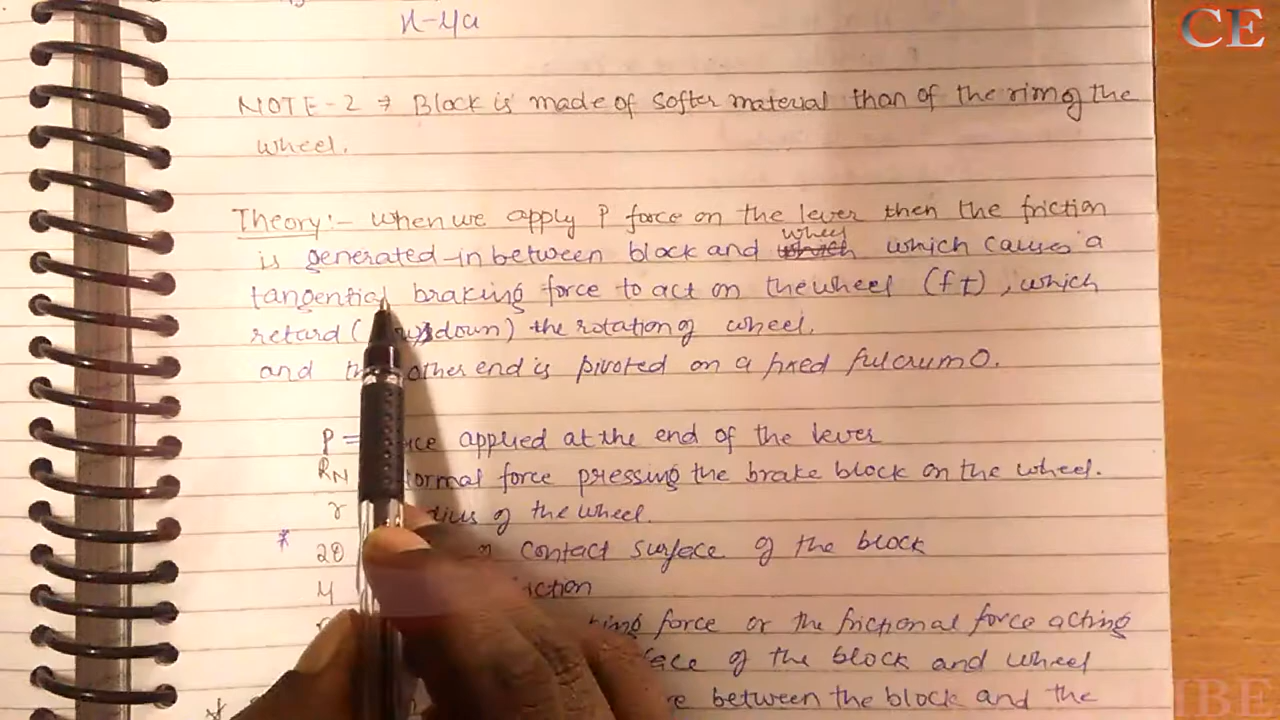 x-ya
CE
NOTE-2 → Block is made of softer material than of the rim of the
wheel.
Theory:- when we apply P force on the lever then the friction
wheel
is generated in between block and which causes a
tangential braking force to act on the wheel (ft), which
retard ( down) the rotation of wheel.
and other end is pivoted on a fixed fulcrum O.
P = applied at the end of the lever
RN ormal force pressing the brake block on the wheel.
r dius of the wheel.
* 2θ contact surface of the block
μ iction
king force or the frictional force acting
face of the block and wheel
* e between the block and the
IBE